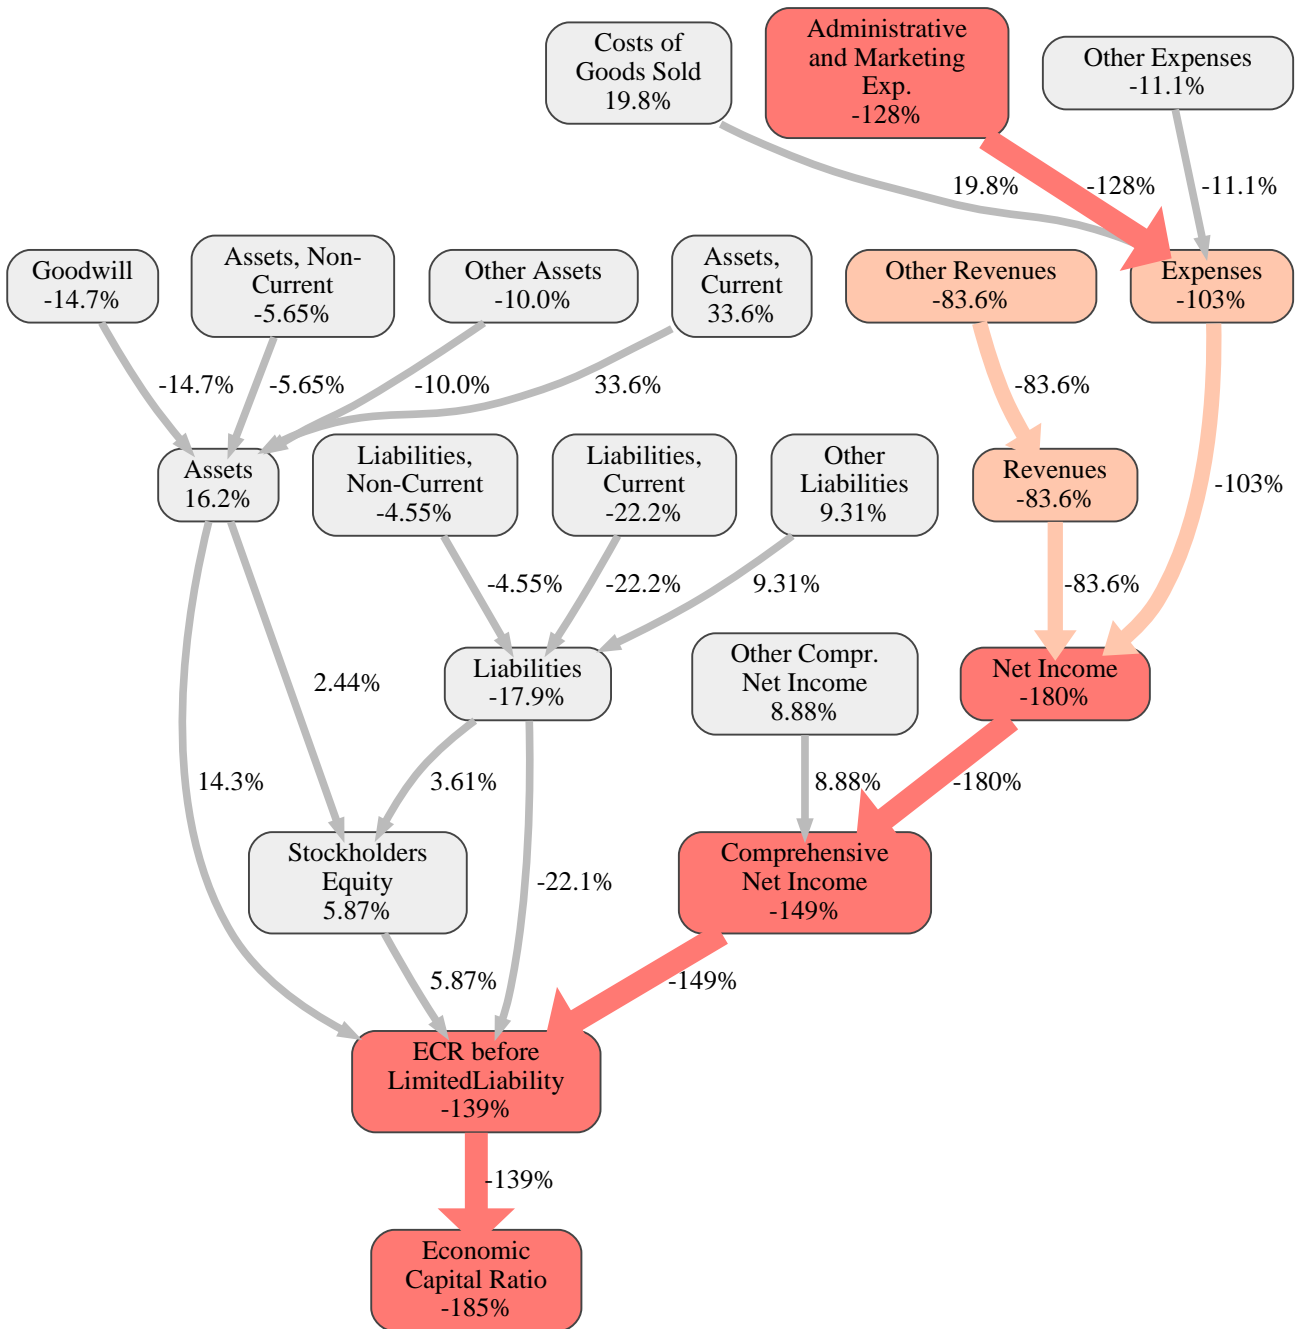 Costs of
Goods Sold
19.8%
Administrative
and Marketing
Exp.
-128%
Other Expenses
-11.1%
19.8%
-128%
-11.1%
Goodwill
-14.7%
Assets, Non-
Current
-5.65%
Other Assets
-10.0%
Assets,
Current
33.6%
Other Revenues
-83.6%
Expenses
-103%
-14.7%
-5.65%
-10.0%
33.6%
-83.6%
-103%
Assets
16.2%
Liabilities,
Non-Current
-4.55%
Liabilities,
Current
-22.2%
Other
Liabilities
9.31%
Revenues
-83.6%
-4.55%
-22.2%
9.31%
-83.6%
2.44%
Liabilities
-17.9%
Other Compr.
Net Income
8.88%
Net Income
-180%
14.3%
3.61%
8.88%
-180%
Stockholders
Equity
5.87%
-22.1%
Comprehensive
Net Income
-149%
5.87%
-149%
ECR before
LimitedLiability
-139%
-139%
Economic
Capital Ratio
-185%